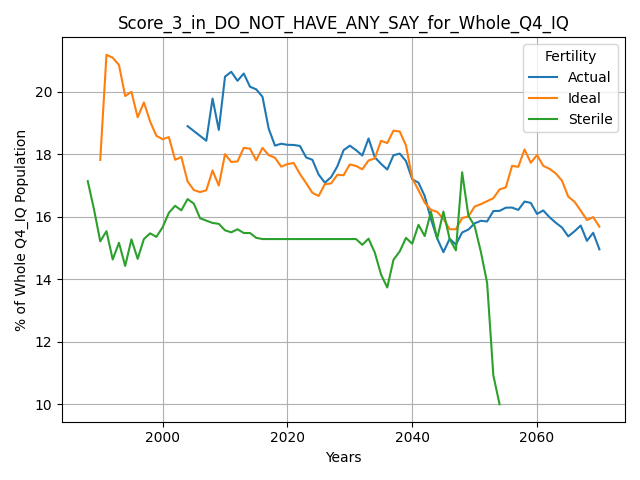 Score_3_in_DO_NOT_HAVE_ANY_SAY_for_Whole_Q4_IQ
% of Whole Q4_IQ Population
20
18
16
14
12
10
Fertility
Actual
Ideal
Sterile
2000
2020
2040
2060
Years